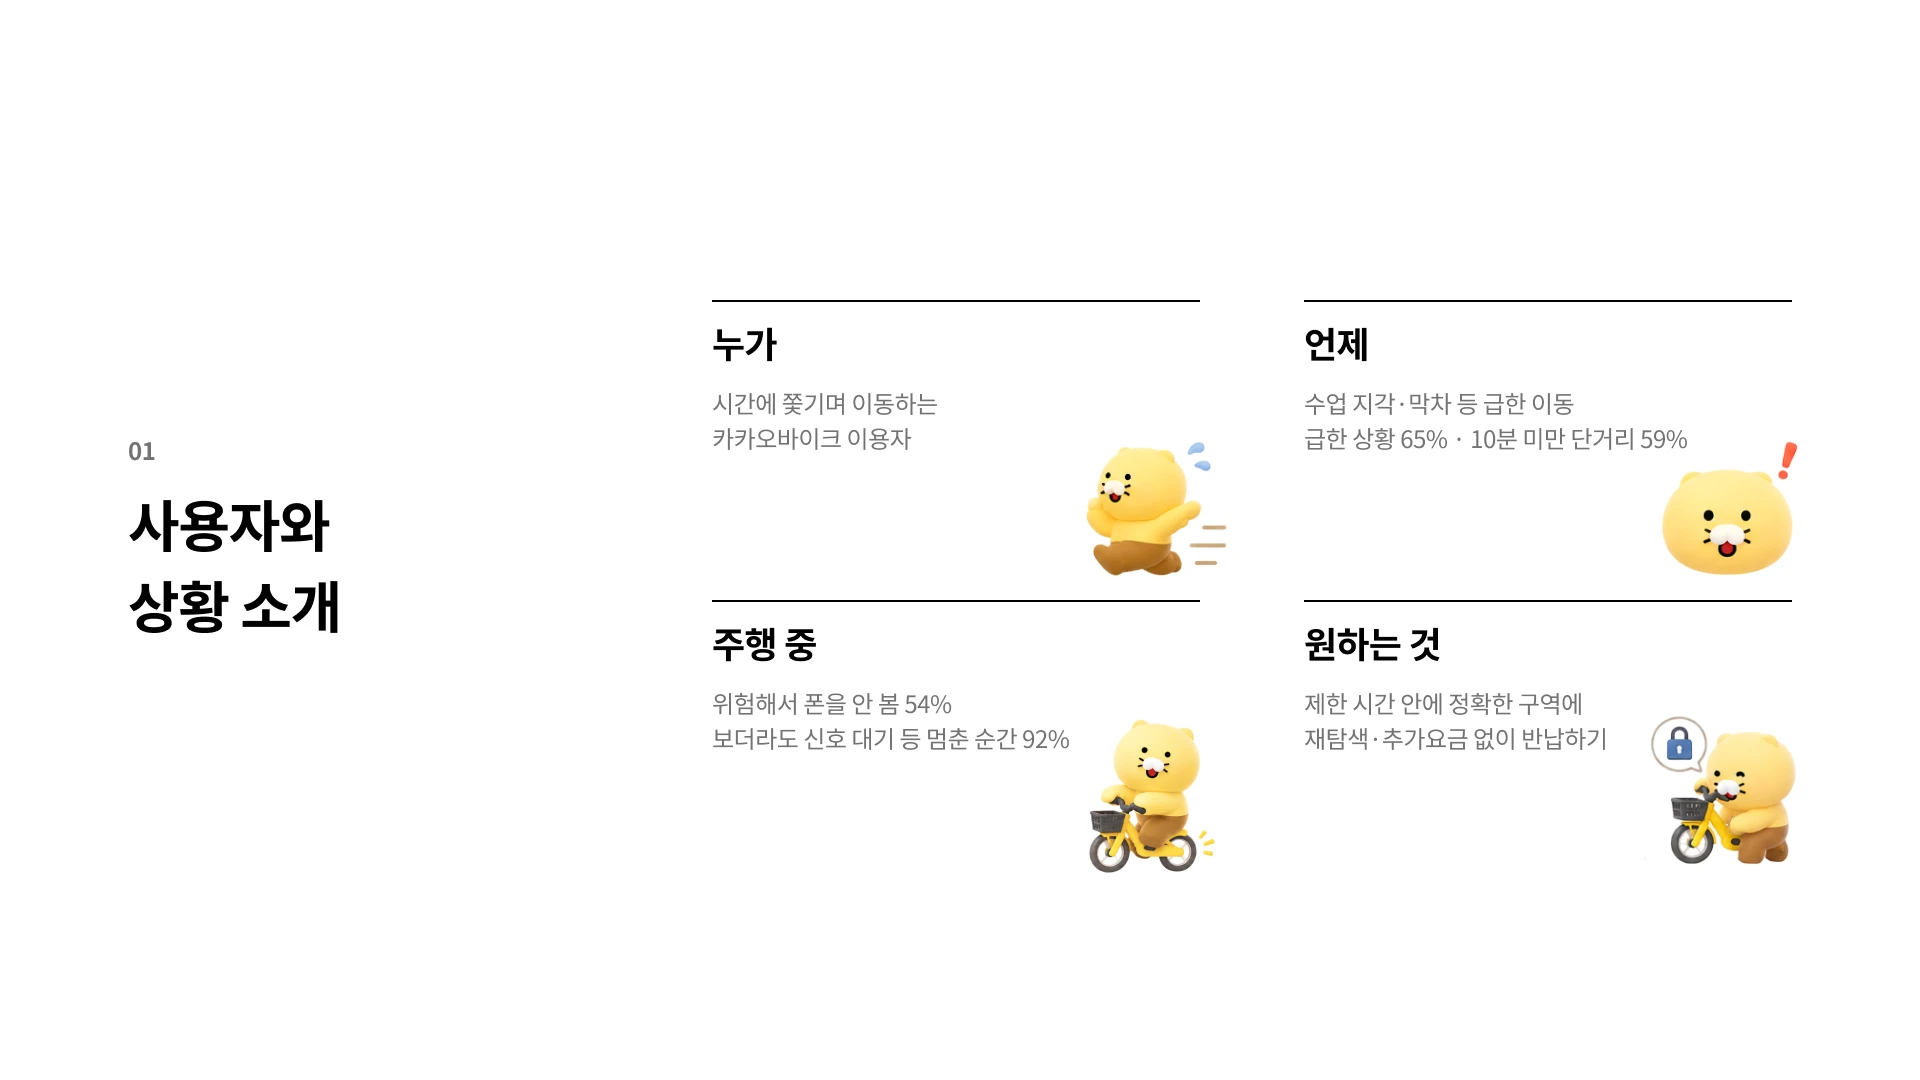 01
사용자와
상황 소개
누가
시간에 쫓기며 이동하는
카카오바이크 이용자
언제
수업 지각·막차 등 급한 이동
급한 상황 65% · 10분 미만 단거리 59%
주행 중
위험해서 폰을 안 봄 54%
보더라도 신호 대기 등 멈춘 순간 92%
원하는 것
제한 시간 안에 정확한 구역에
재탐색·추가요금 없이 반납하기